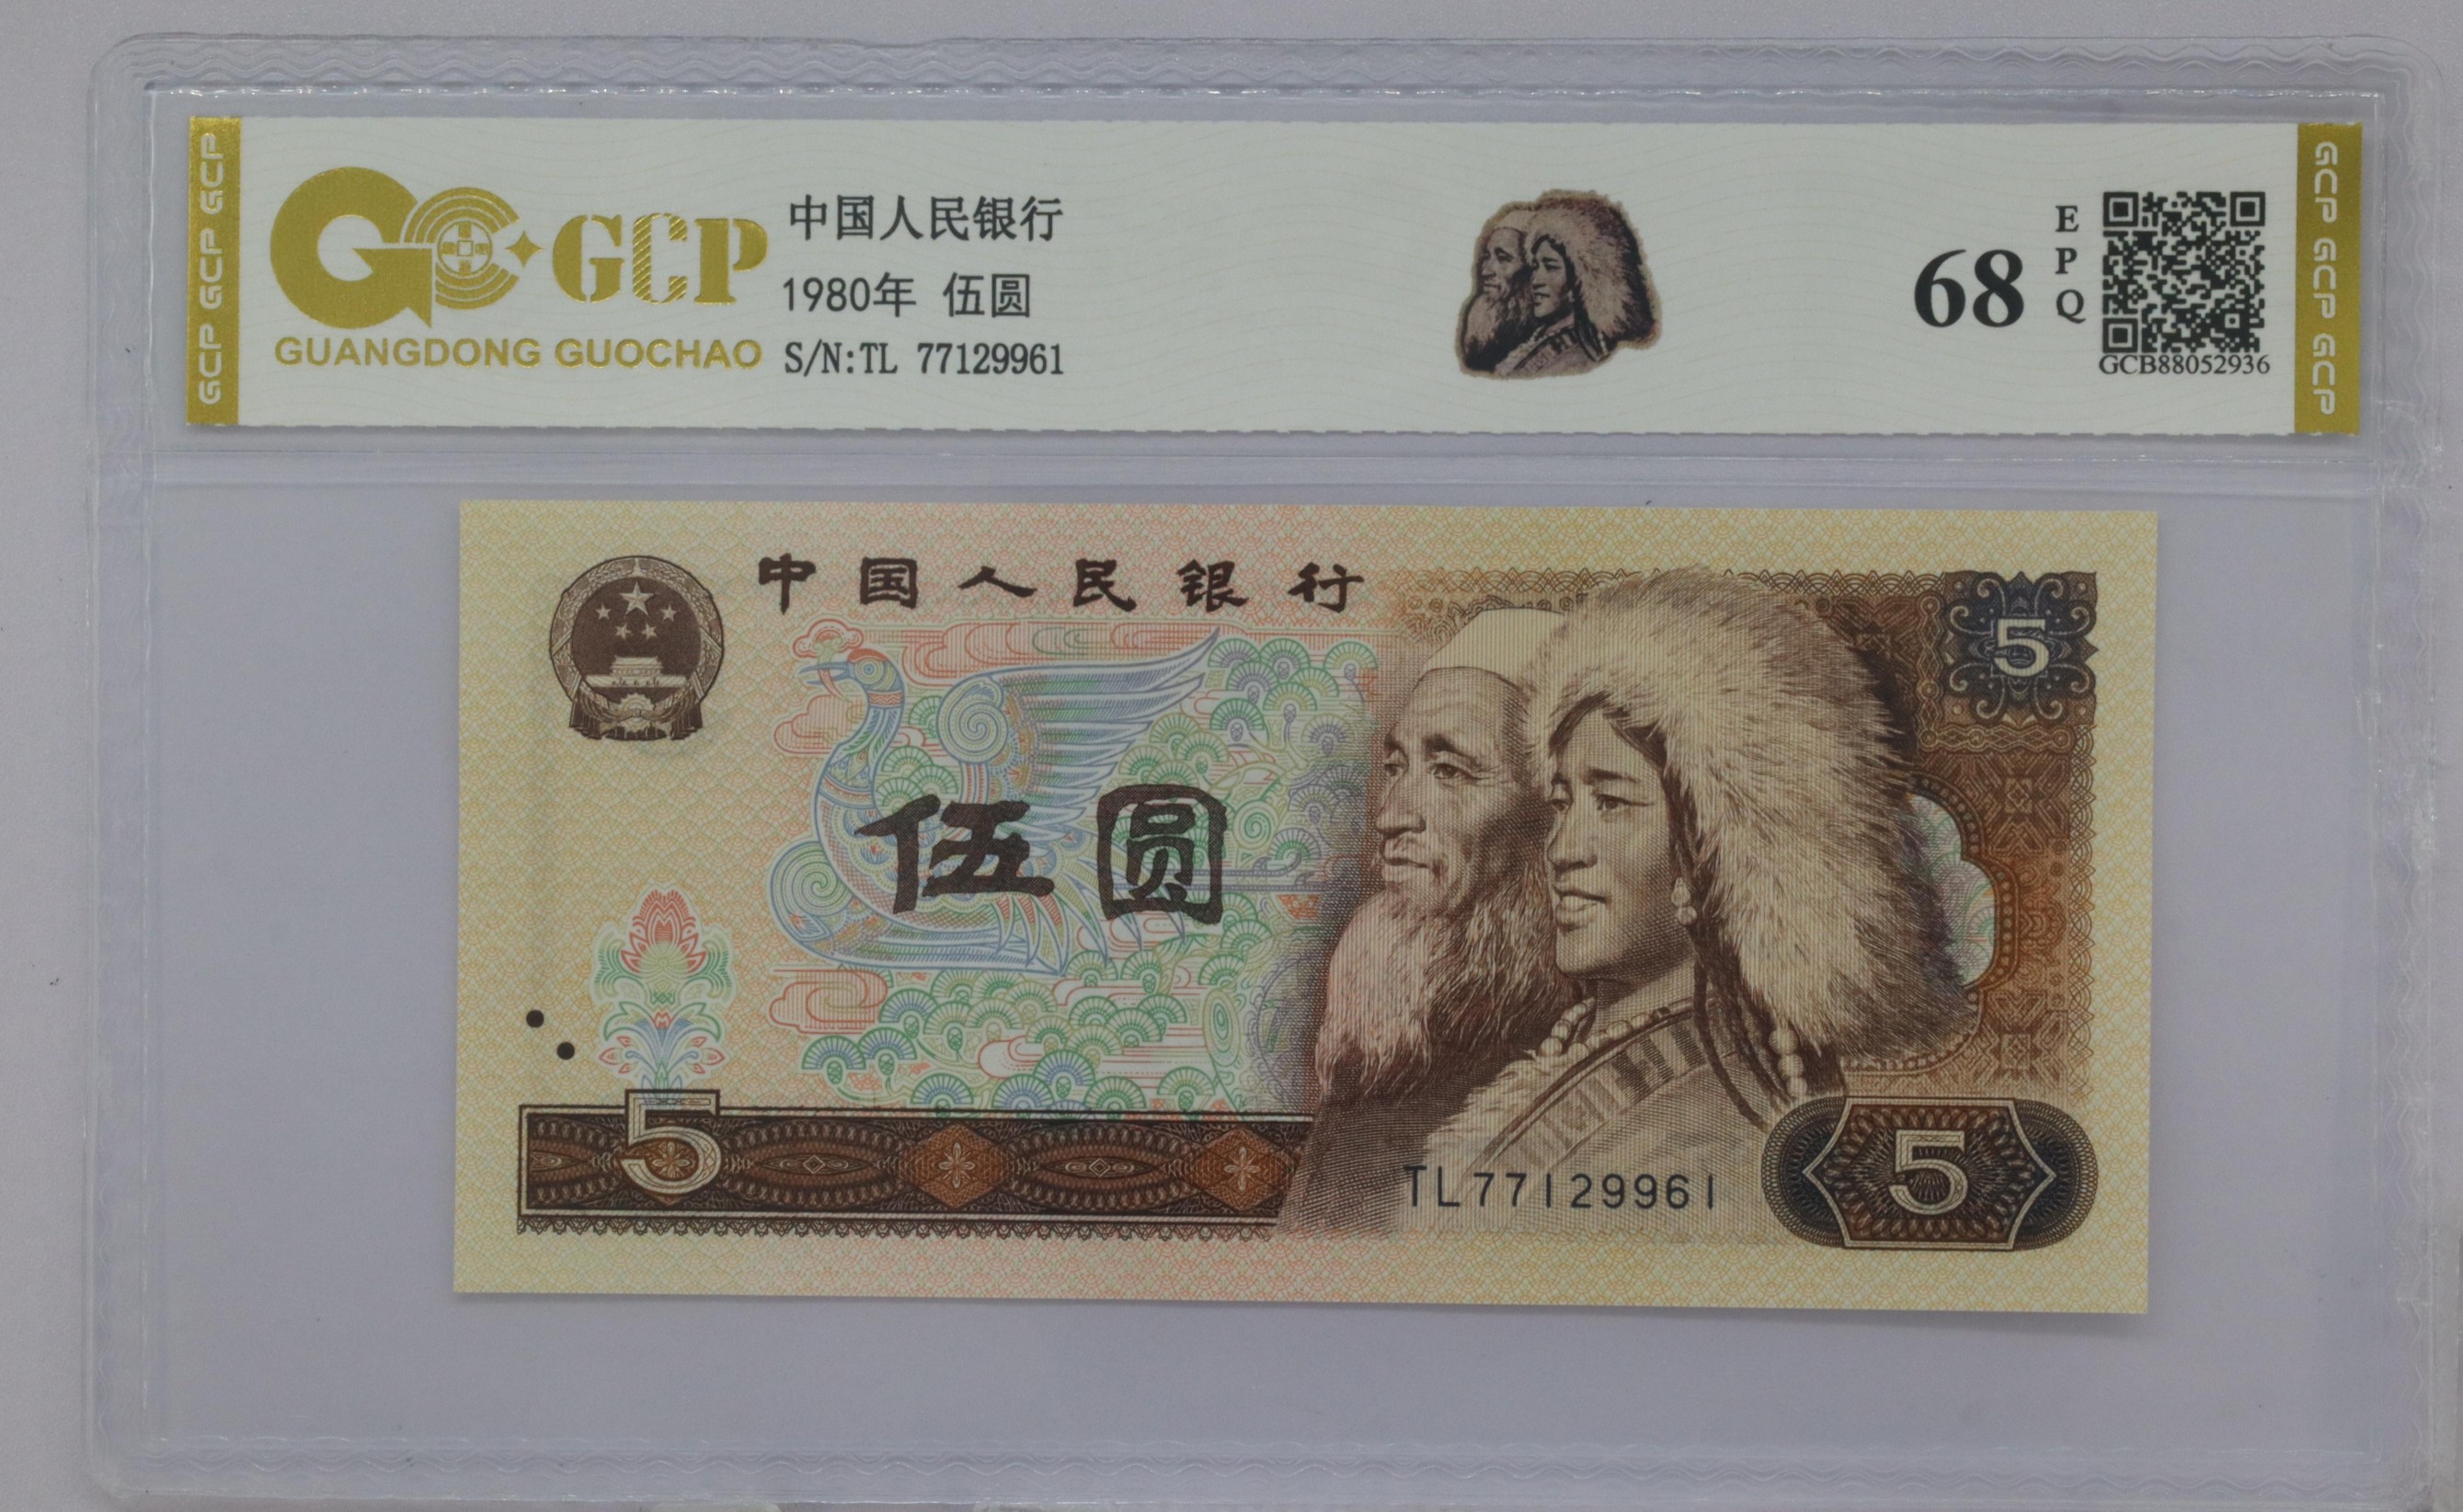 GCP GCP GCP
GCP
GUANGDONG GUOCHAO
中国人民银行
1980年 伍圆
S/N:TL 77129961
68
EPQ
GCB88052936
GCP GCP GCP
中国人民银行
5
伍圆
5
TL77129961
5